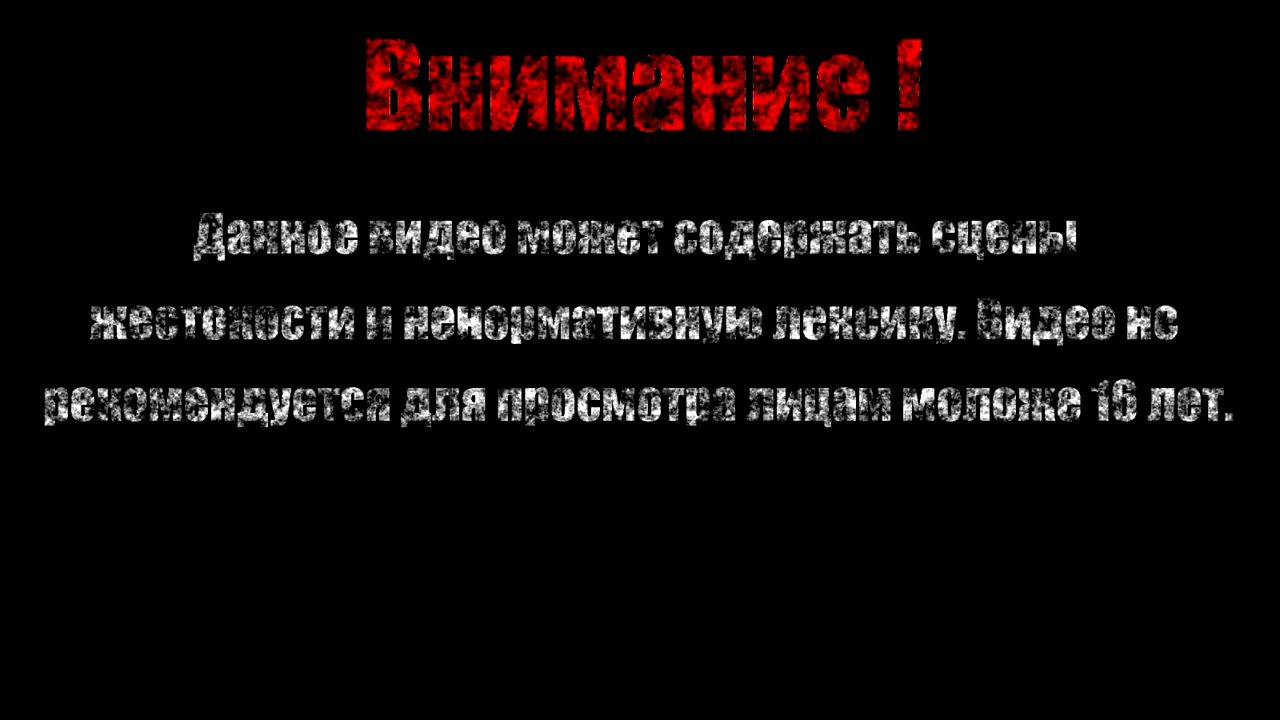 Внимание !
Данное видео может содержать сцены
жестокости и ненормативную лексику. Видео не
рекомендуется для просмотра лицам моложе 16 лет.